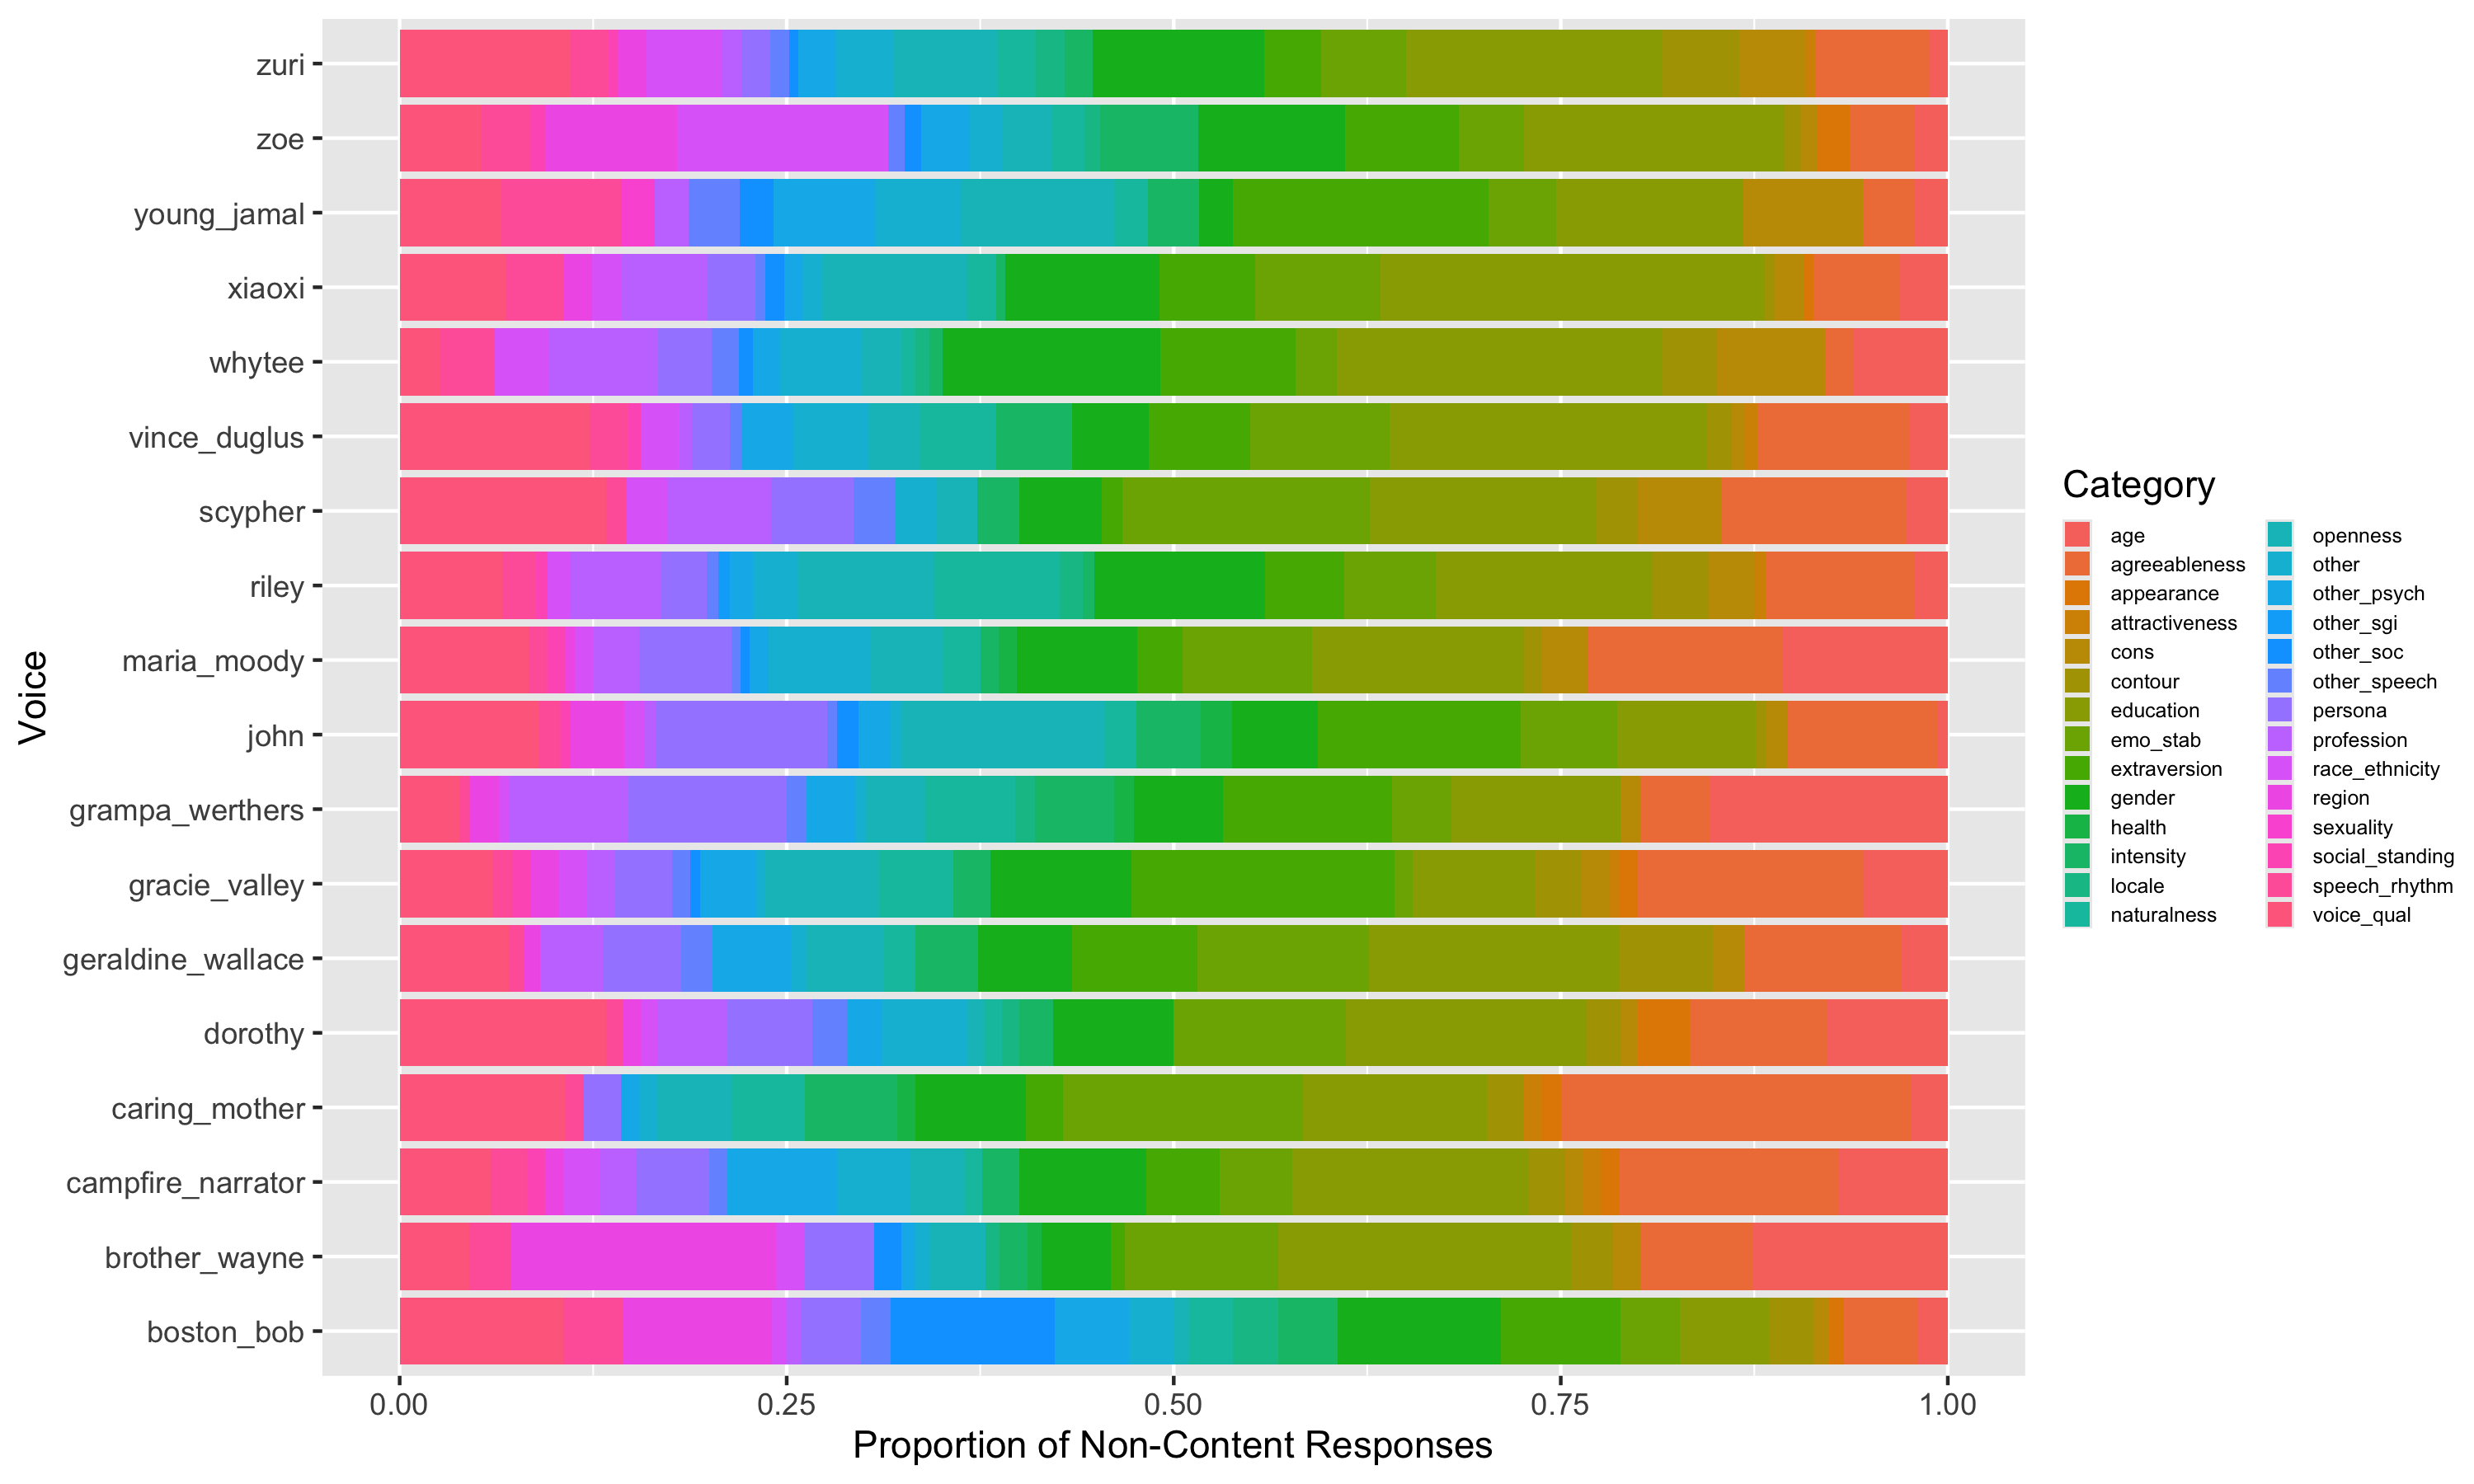 zuri
zoe
young_jamal
xiaoxi
whytee
vince_duglus
scypher
riley
maria_moody
john
grampa_werthers
gracie_valley
geraldine_wallace
dorothy
caring_mother
campfire_narrator
brother_wayne
boston_bob
Voice
0.00 0.25 0.50 0.75 1.00
Proportion of Non-Content Responses
Category
age
agreeableness
appearance
attractiveness
cons
contour
education
emo_stab
extraversion
gender
health
intensity
locale
naturalness
openness
other
other_psych
other_sgi
other_soc
other_speech
persona
profession
race_ethnicity
region
sexuality
social_standing
speech_rhythm
voice_qual